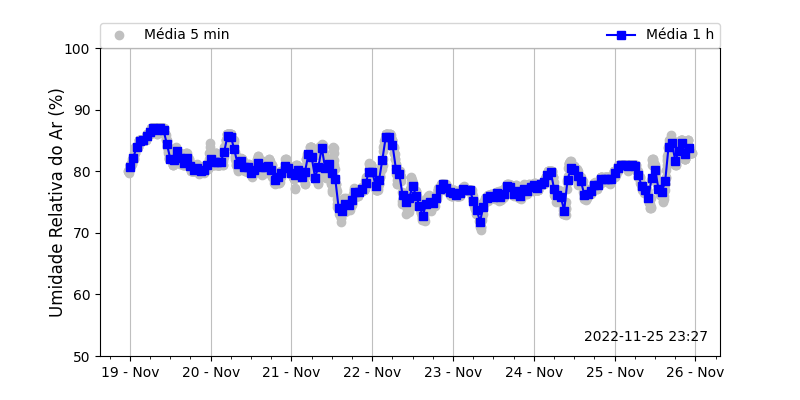 Média 5 min Média 1 h
100
90
80
70
60
50
Umidade Relativa do Ar (%)
2022-11-25 23:27
19 - Nov 20 - Nov 21 - Nov 22 - Nov 23 - Nov 24 - Nov 25 - Nov 26 - Nov